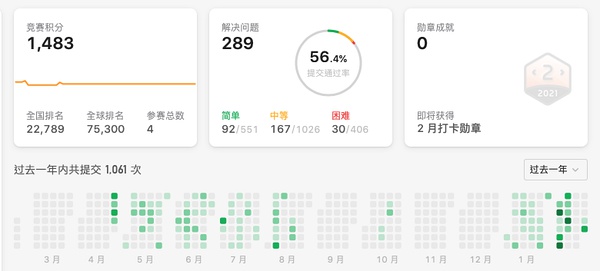 竞赛积分
1,483
全国排名 全球排名 参赛总数
22,789 75,300 4
解决问题
289
56.4%
提交通过率
简单 中等 困难
92/551 167/1026 30/406
勋章成就
0
2
2021
即将获得
2 月打卡勋章
过去一年内共提交 1,061 次
过去一年
3 月 4 月 5 月 6 月 7 月 8 月 9 月 10 月 11 月 12 月 1 月